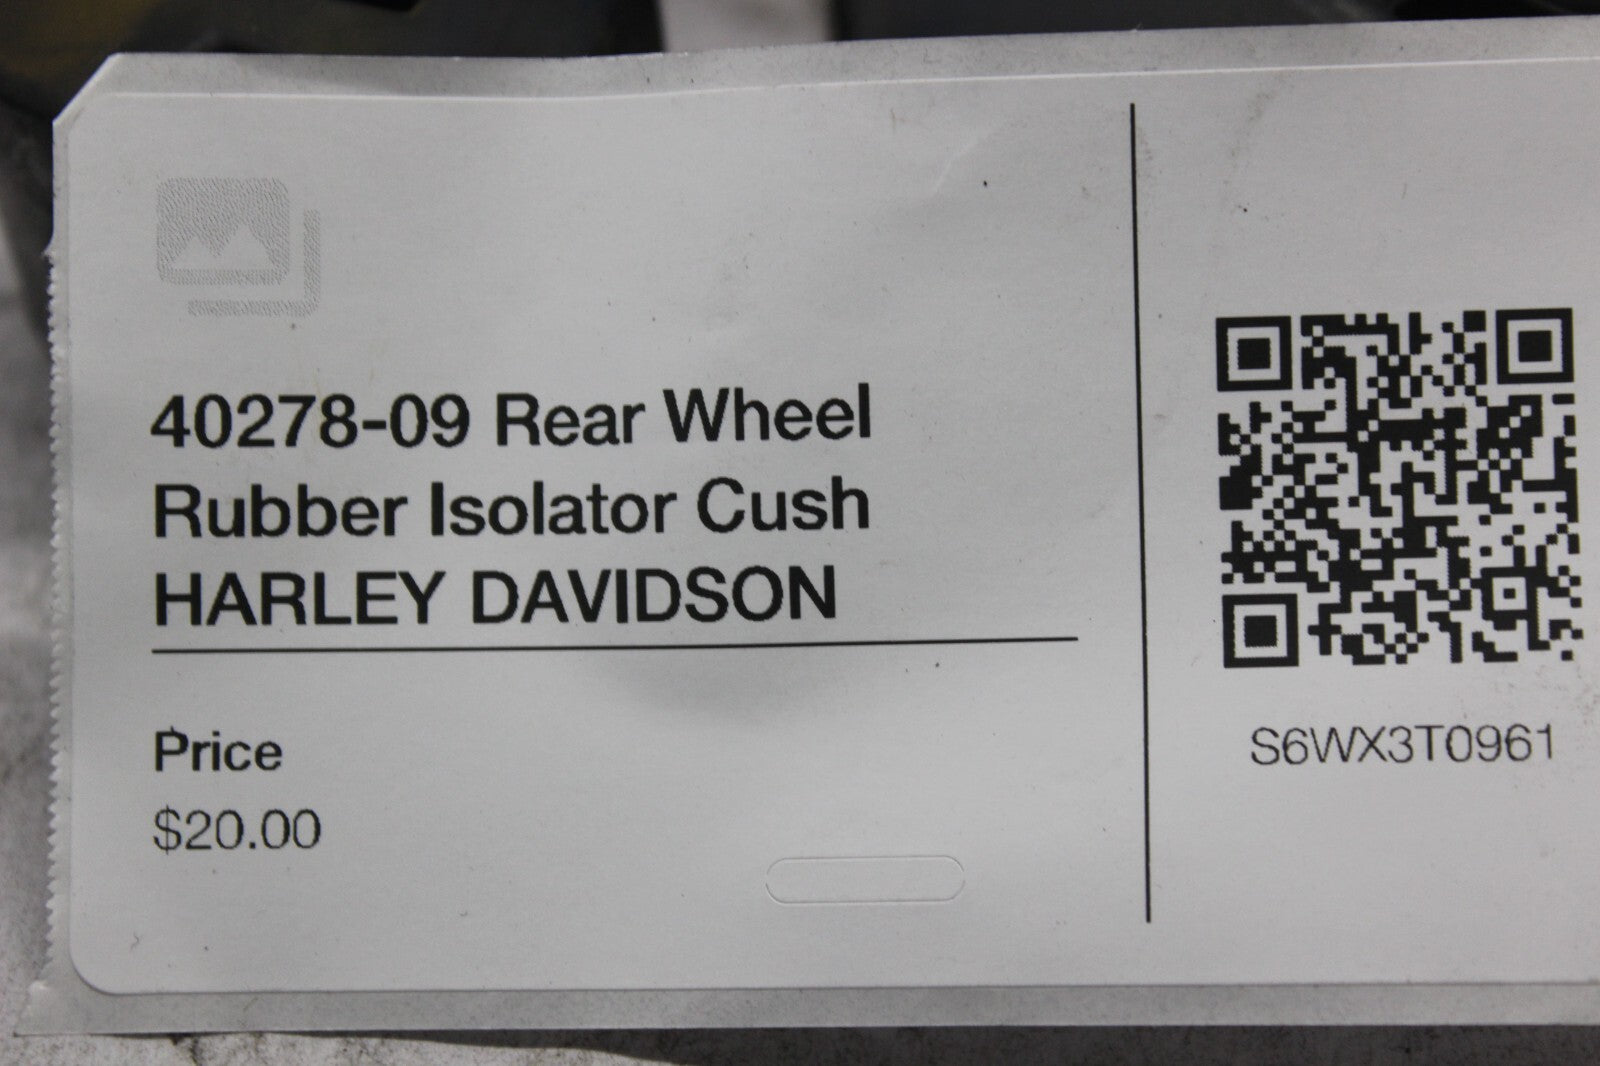 40278-09 Rear Wheel
Rubber Isolator Cush
HARLEY DAVIDSON
Price
$20.00
S6WX3T0961